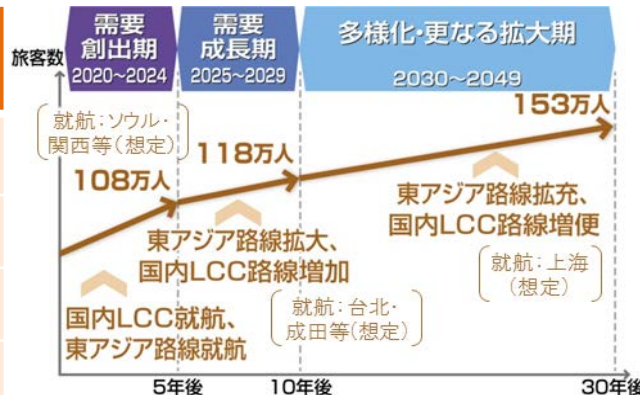 旅客数
需要
創出期
2020～2024
需要
成長期
2025～2029
多様化・更なる拡大期
2030～2049
就航：ソウル・
関西等（想定）
108万人
118万人
153万人
国内LCC就航、
東アジア路線就航
東アジア路線拡大、
国内LCC路線増加
就航：台北・
成田等（想定）
東アジア路線拡充、
国内LCC路線増便
就航：上海
（想定）
5年後
10年後
30年後